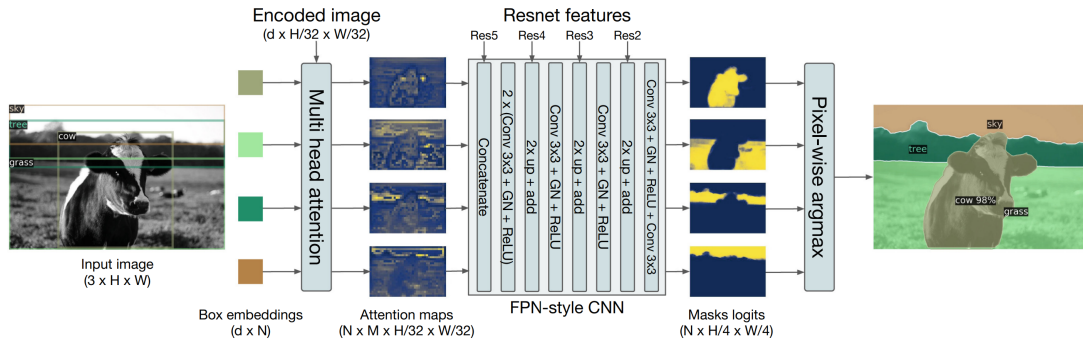 Encoded image
(d x H/32 x W/32)
Resnet features
Res5
Res4
Res3
Res2
sky
tree
cow
grass
Input image
(3 x H x W)
Box embeddings
(d x N)
Multi head attention
Attention maps
(N x M x H/32 x W/32)
Concatenate
2 x (Conv 3x3 + GN + ReLU)
2x up + add
Conv 3x3 + GN + ReLU
2x up + add
Conv 3x3 + GN + ReLU
2x up + add
Conv 3x3 + GN + ReLU + Conv 3x3
FPN-style CNN
Masks logits
(N x H/4 x W/4)
Pixel-wise argmax
sky
tree
cow 98%
grass